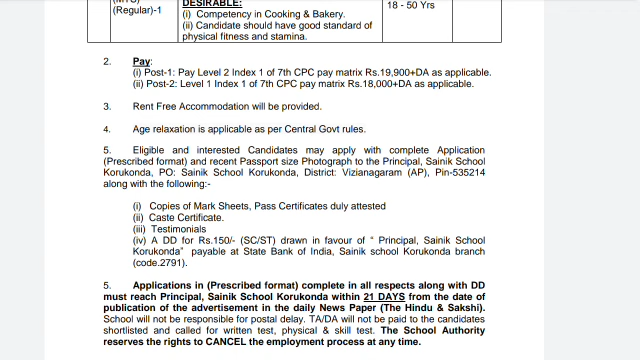 (MTS)
(Regular)-1
DESIRABLE:
(i) Competency in Cooking & Bakery.
(ii) Candidate should have good standard of
physical fitness and stamina.
18 - 50 Yrs
2. Pay:
(i) Post-1: Pay Level 2 Index 1 of 7th CPC pay matrix Rs.19,900+DA as applicable.
(ii) Post-2: Level 1 Index 1 of 7th CPC pay matrix Rs.18,000+DA as applicable.
3. Rent Free Accommodation will be provided.
4. Age relaxation is applicable as per Central Govt rules.
5. Eligible and interested Candidates may apply with complete Application
(Prescribed format) and recent Passport size Photograph to the Principal, Sainik School
Korukonda, PO: Sainik School Korukonda, District: Vizianagaram (AP), Pin-535214
along with the following:-
(i) Copies of Mark Sheets, Pass Certificates duly attested
(ii) Caste Certificate.
(iii) Testimonials
(iv) A DD for Rs.150/- (SC/ST) drawn in favour of “ Principal, Sainik School
Korukonda” payable at State Bank of India, Sainik school Korukonda branch
(code.2791).
5. Applications in (Prescribed format) complete in all respects along with DD
must reach Principal, Sainik School Korukonda within 21 DAYS from the date of
publication of the advertisement in the daily News Paper (The Hindu & Sakshi).
School will not be responsible for postal delay. TA/DA will not be paid to the candidates
shortlisted and called for written test, physical & skill test. The School Authority
reserves the rights to CANCEL the employment process at any time.